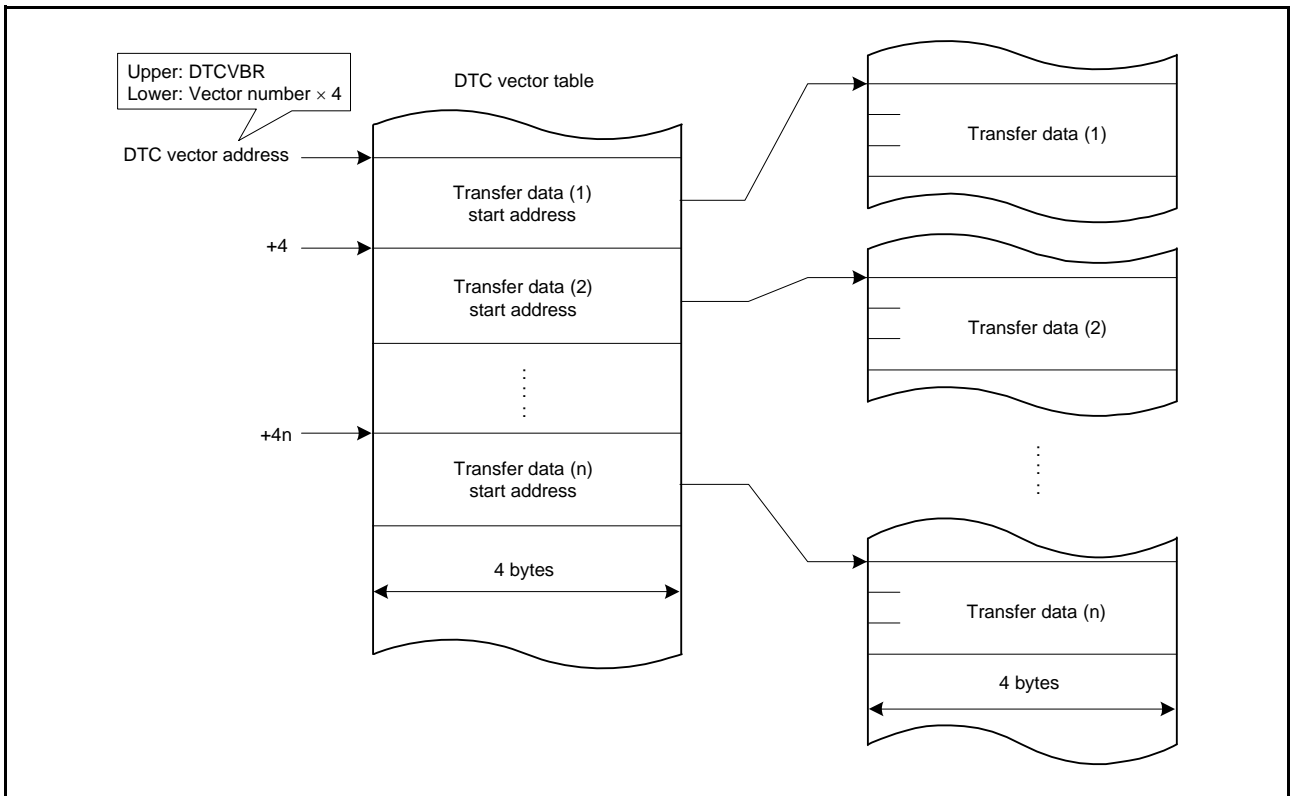 Upper: DTCVBR
Lower: Vector number × 4
DTC vector table
DTC vector address
Transfer data (1)
start address
+4
Transfer data (2)
start address
+4n
Transfer data (n)
start address
4 bytes
Transfer data (1)
Transfer data (2)
Transfer data (n)
4 bytes